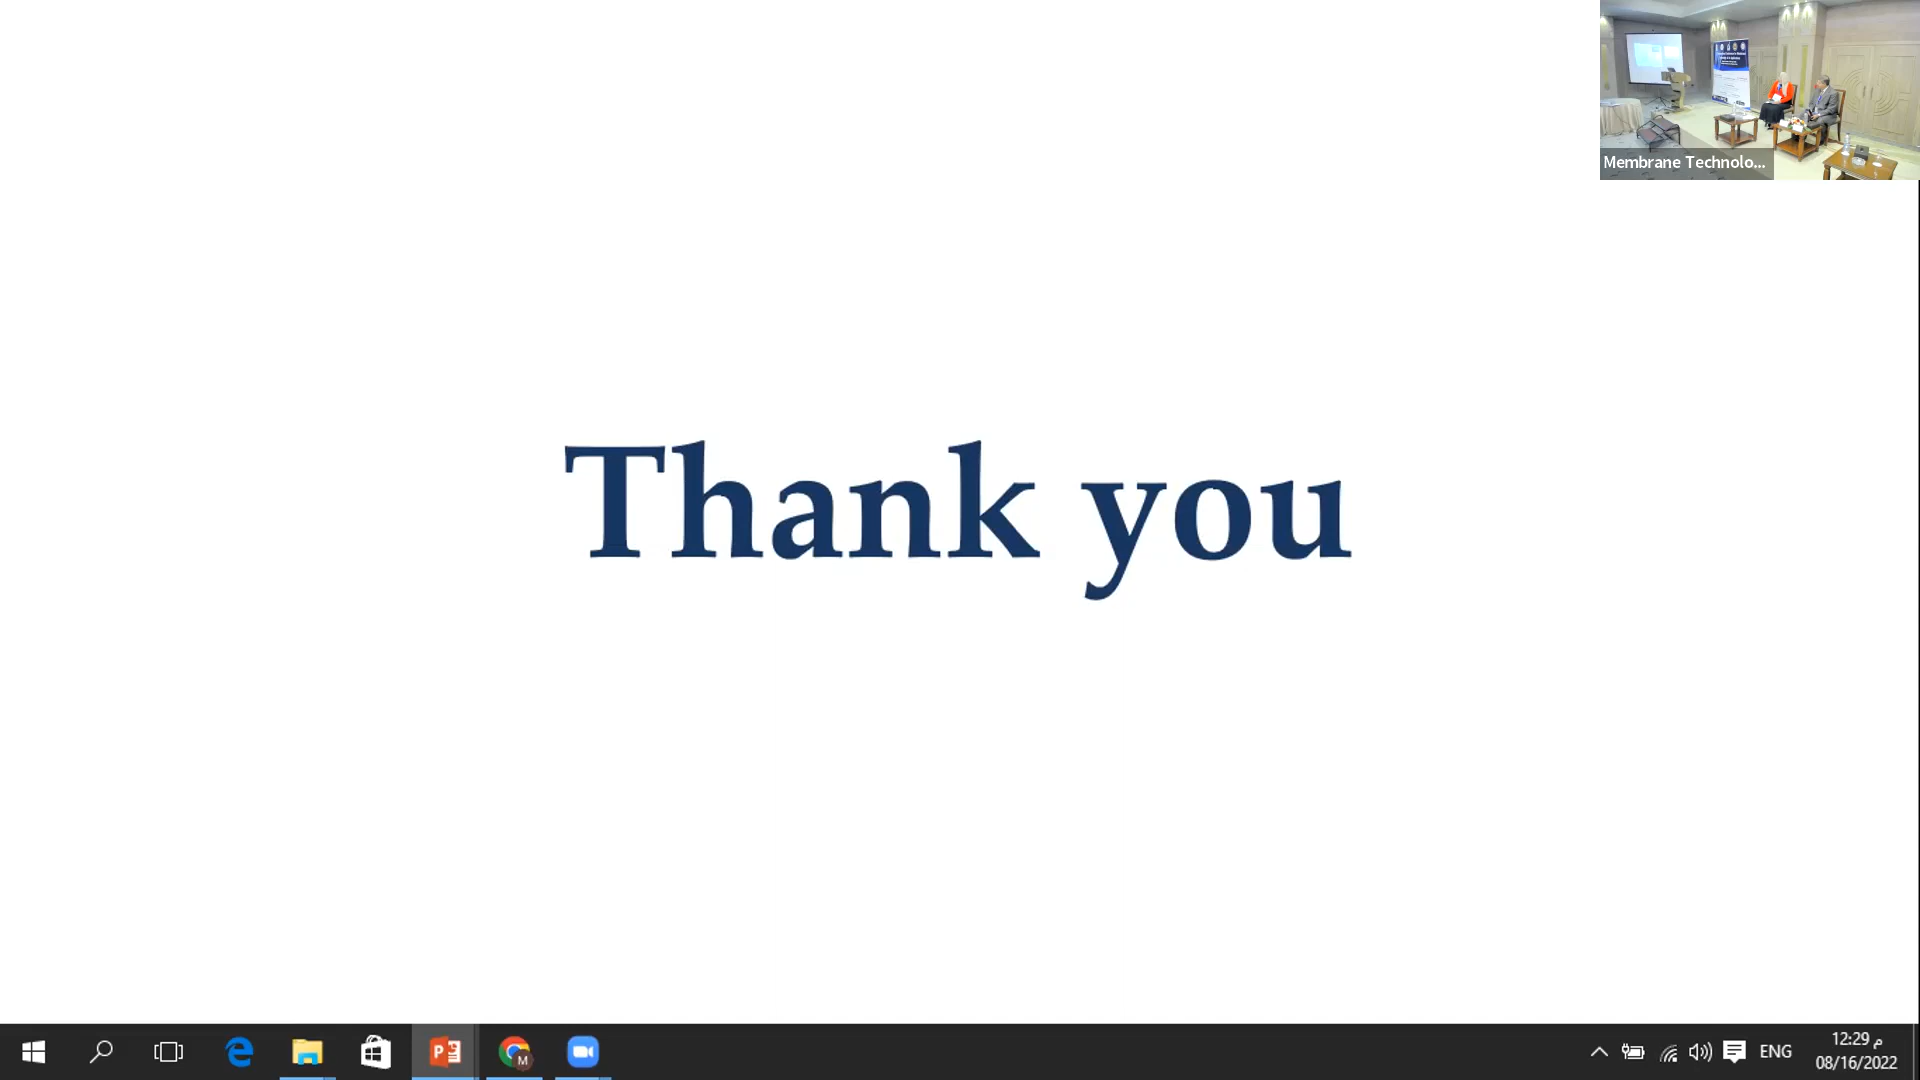 Membrane Technolo...
Thank you
ENG
12:29 م
08/16/2022